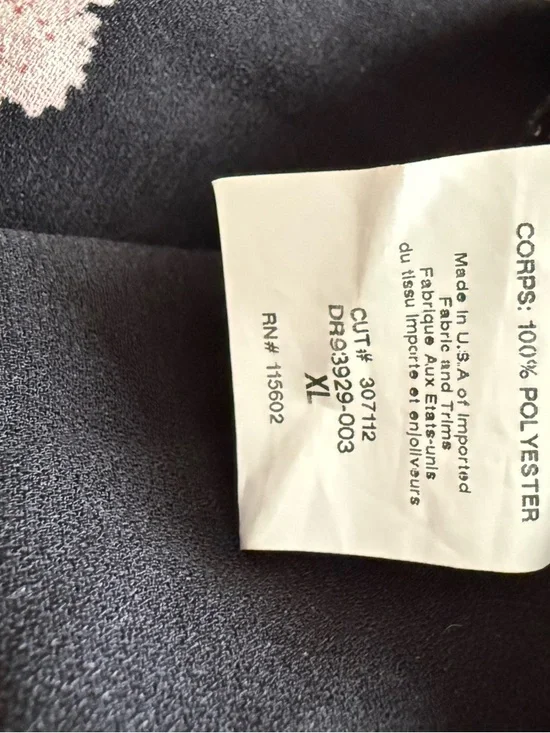 CORPS: 100% POLYESTER
Made In U.S.A of Imported
Fabric and Trims
Fabrique Aux Etats-unis
du tissu Importe et enjoliveurs
CUT# 307112
DR93929-003
XL
RN# 115602